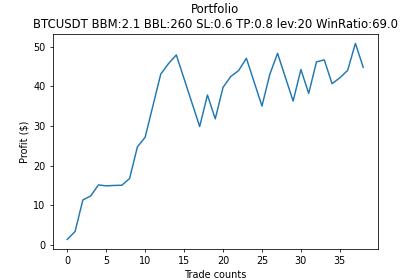 Portfolio
BTCUSDT BBM:2.1 BBL:260 SL:0.6 TP:0.8 lev:20 WinRatio:69.0
50
40
30
20
10
0
Profit ($)
0 5 10 15 20 25 30 35
Trade counts